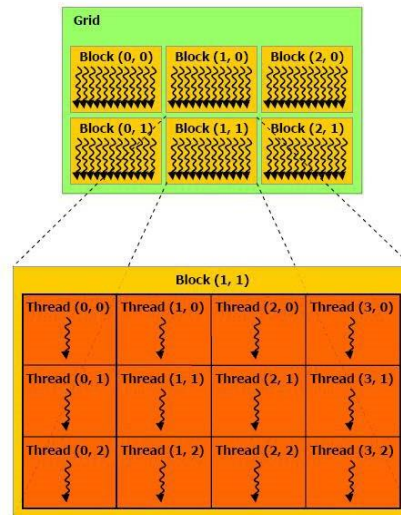 Grid
Block (0, 0) Block (1, 0) Block (2, 0)
Block (0, 1) Block (1, 1) Block (2, 1)
Block (1, 1)
Thread (0, 0) Thread (1, 0) Thread (2, 0) Thread (3, 0)
Thread (0, 1) Thread (1, 1) Thread (2, 1) Thread (3, 1)
Thread (0, 2) Thread (1, 2) Thread (2, 2) Thread (3, 2)